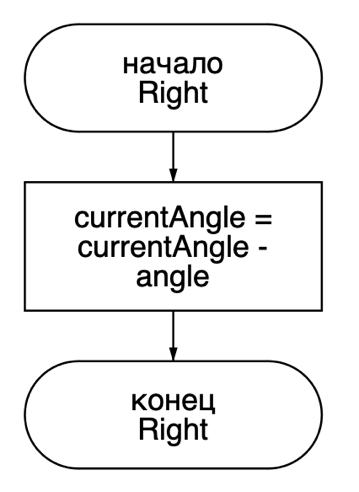 начало
Right
currentAngle =
currentAngle -
angle
конец
Right